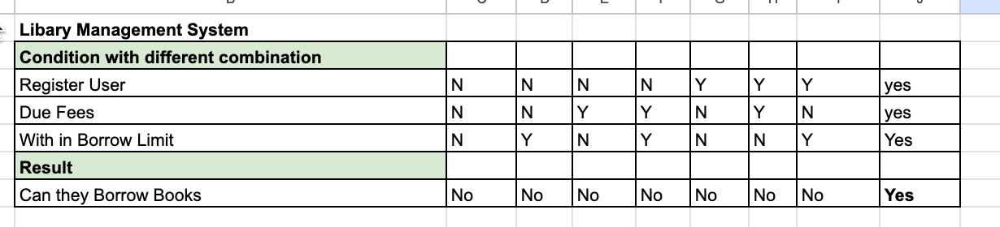 Libary Management System
Condition with different combination
Register User N N N N Y Y Y yes
Due Fees N N Y Y N Y N yes
With in Borrow Limit N Y N Y N N Y Yes
Result
Can they Borrow Books No No No No No No No Yes